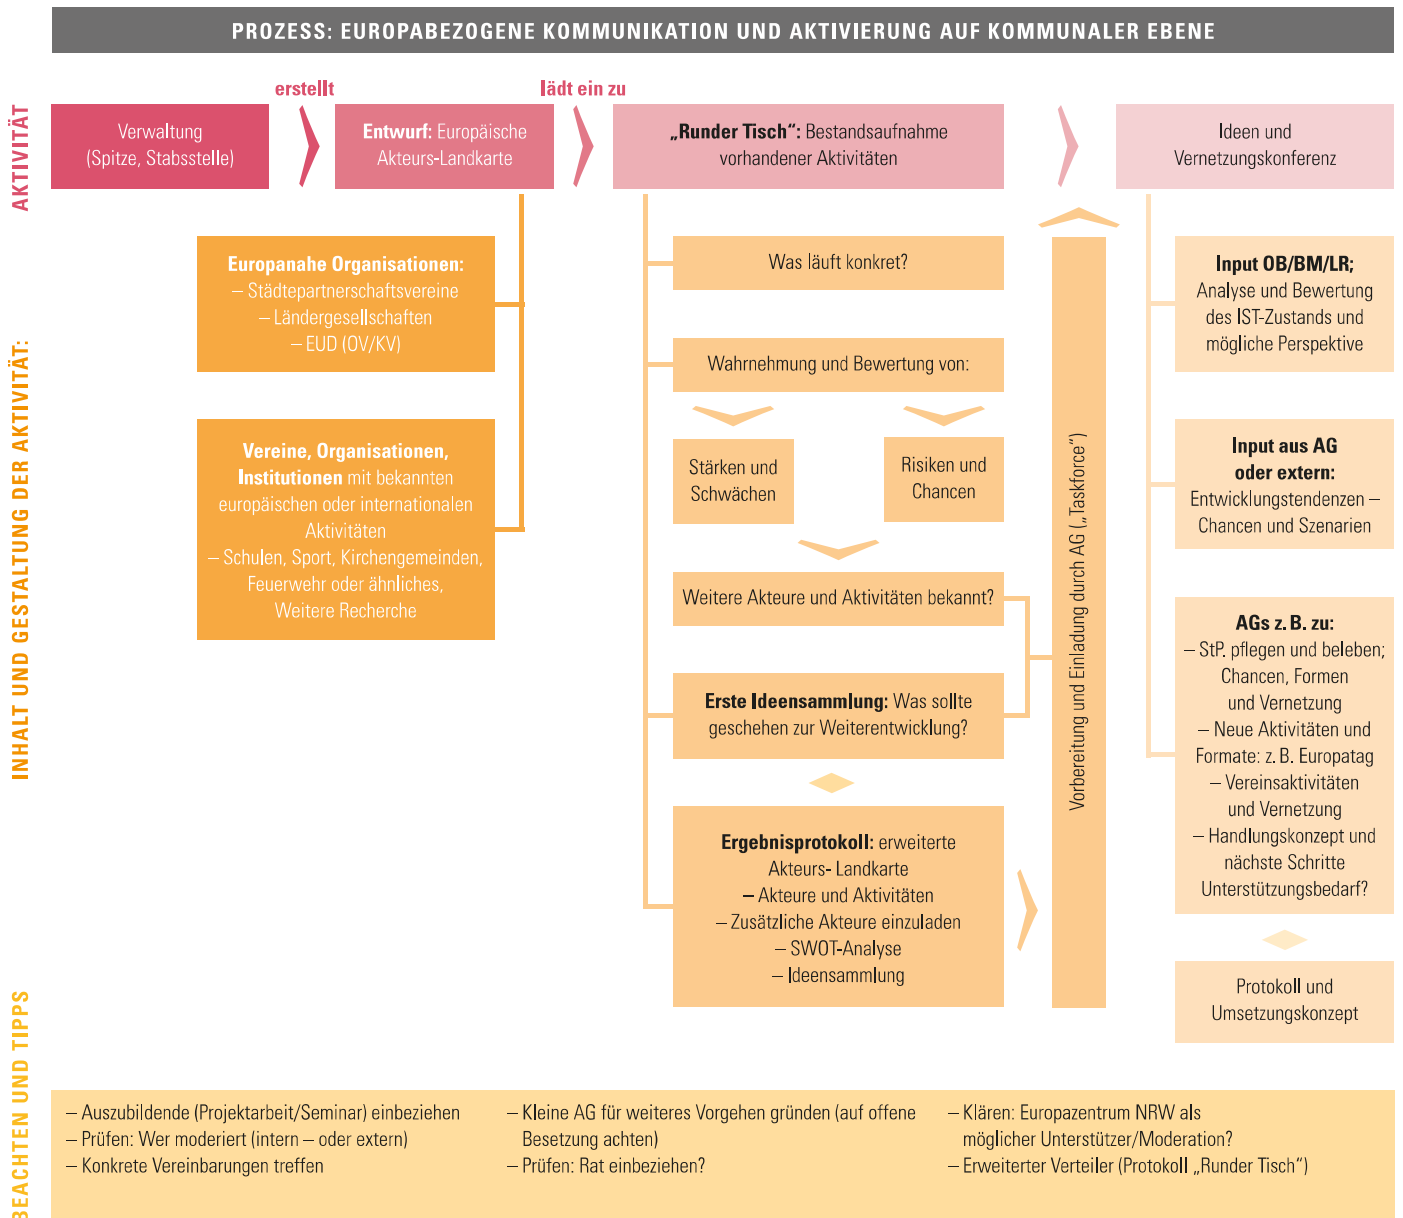 PROZESS: EUROPABEZOGENE KOMMUNIKATION UND AKTIVIERUNG AUF KOMMUNALER EBENE
AKTIVITÄT
erstellt
lädt ein zu
Verwaltung
(Spitze, Stabsstelle)
Entwurf: Europäische
Akteurs-Landkarte
„Runder Tisch“: Bestandsaufnahme
vorhandener Aktivitäten
Ideen und
Vernetzungskonferenz
INHALT UND GESTALTUNG DER AKTIVITÄT:
Europanahe Organisationen:
– Städtepartnerschaftsvereine
– Ländergesellschaften
– EUD (OV/KV)
Vereine, Organisationen,
Institutionen mit bekannten
europäischen oder internationalen
Aktivitäten
– Schulen, Sport, Kirchengemeinden,
Feuerwehr oder ähnliches,
Weitere Recherche
Was läuft konkret?
Wahrnehmung und Bewertung von:
Stärken und
Schwächen
Risiken und
Chancen
Weitere Akteure und Aktivitäten bekannt?
Erste Ideensammlung: Was sollte
geschehen zur Weiterentwicklung?
Ergebnisprotokoll: erweiterte
Akteurs- Landkarte
– Akteure und Aktivitäten
– Zusätzliche Akteure einzuladen
– SWOT-Analyse
– Ideensammlung
Vorbereitung und Einladung durch AG („Taskforce“)
Input OB/BM/LR;
Analyse und Bewertung
des IST-Zustands und
mögliche Perspektive
Input aus AG
oder extern:
Entwicklungstendenzen –
Chancen und Szenarien
AGs z. B. zu:
– StP. pflegen und beleben;
Chancen, Formen
und Vernetzung
– Neue Aktivitäten und
Formate: z. B. Europatag
– Vereinsaktivitäten
und Vernetzung
– Handlungskonzept und
nächste Schritte
Unterstützungsbedarf?
Protokoll und
Umsetzungskonzept
BEACHTEN UND TIPPS
– Auszubildende (Projektarbeit/Seminar) einbeziehen
– Prüfen: Wer moderiert (intern – oder extern)
– Konkrete Vereinbarungen treffen
– Kleine AG für weiteres Vorgehen gründen (auf offene
Besetzung achten)
– Prüfen: Rat einbeziehen?
– Klären: Europazentrum NRW als
möglicher Unterstützer/Moderation?
– Erweiterter Verteiler (Protokoll „Runder Tisch“)